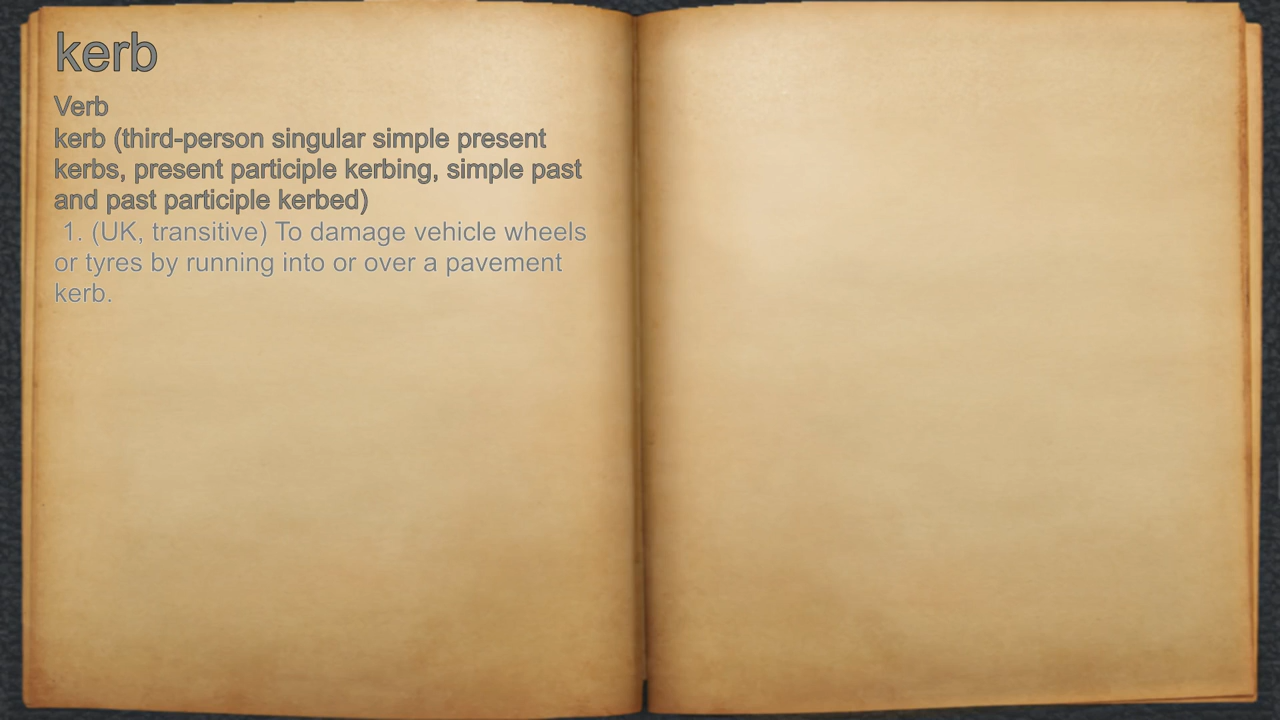 kerb
Verb
kerb (third-person singular simple present
kerbs, present participle kerbing, simple past
and past participle kerbed)
1. (UK, transitive) To damage vehicle wheels
or tyres by running into or over a pavement
kerb.